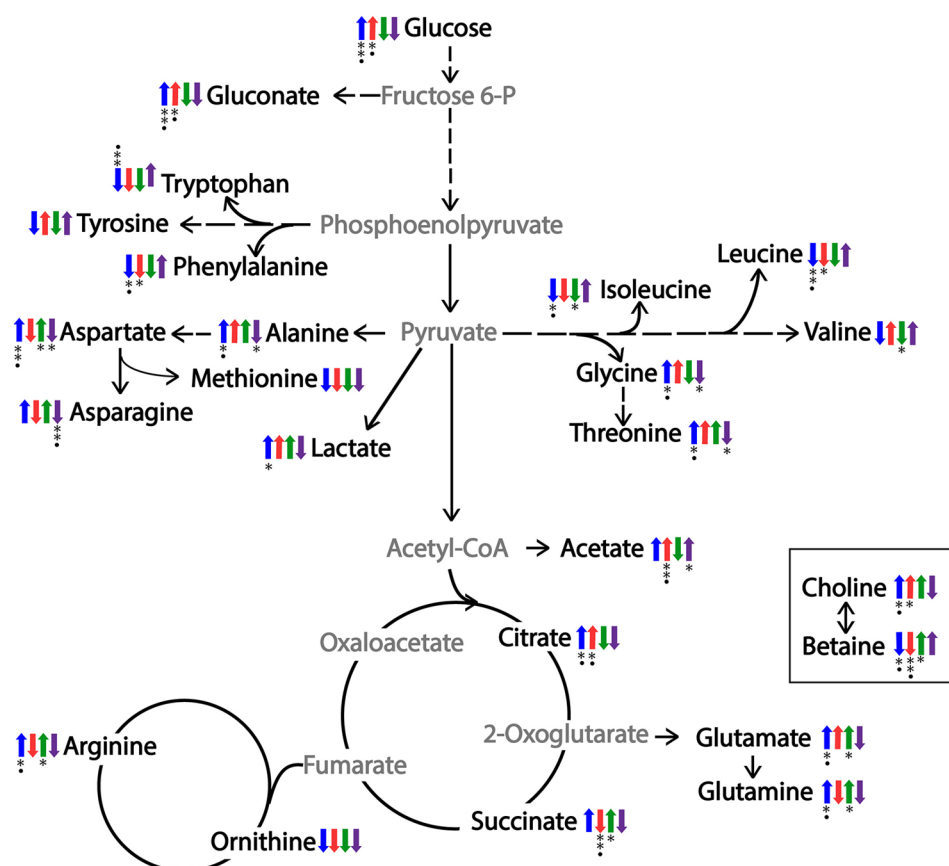 Glucose
Gluconate
Fructose 6-P
Tryptophan
Tyrosine
Phosphoenolpyruvate
Phenylalanine
Leucine
Isoleucine
Aspartate
Alanine
Pyruvate
Valine
Methionine
Glycine
Asparagine
Threonine
Lactate
Acetyl-CoA
Acetate
Choline
Oxaloacetate
Citrate
Betaine
2-Oxoglutarate
Glutamate
Arginine
Fumarate
Glutamine
Succinate
Ornithine